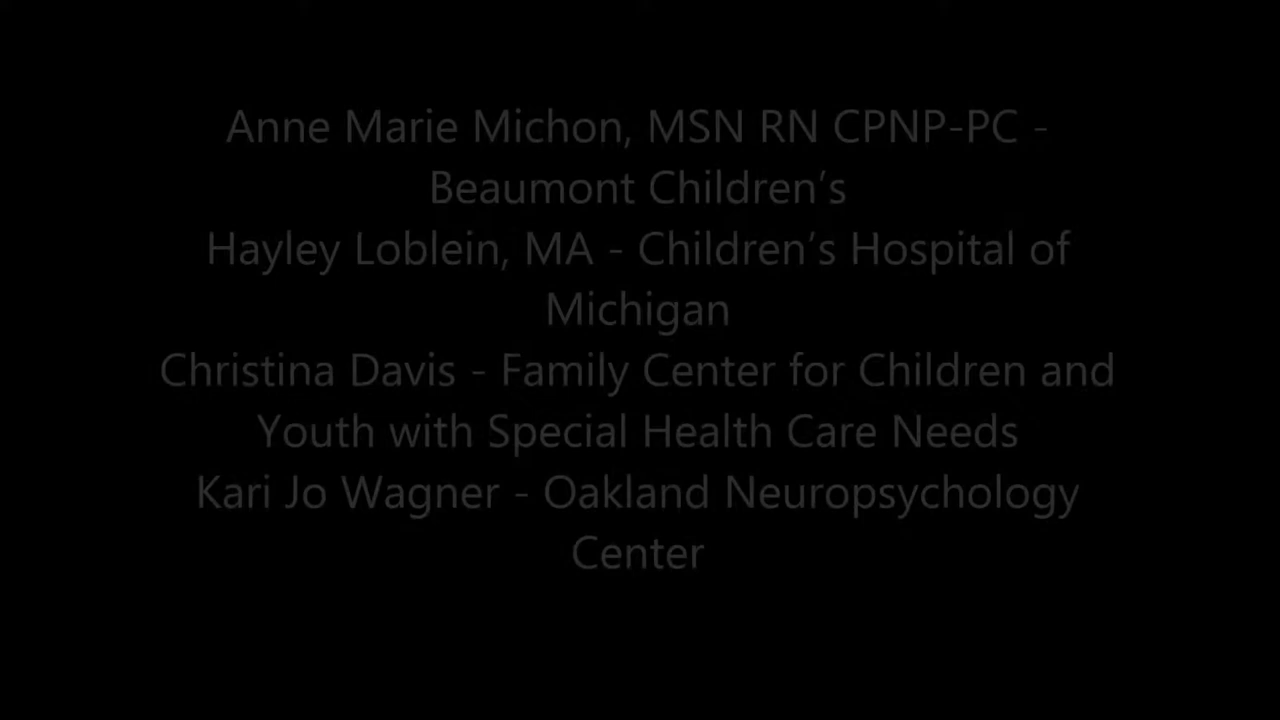 Anne Marie Michon, MSN RN CPNP-PC -
Beaumont Children’s
Hayley Loblein, MA - Children’s Hospital of
Michigan
Christina Davis - Family Center for Children and
Youth with Special Health Care Needs
Kari Jo Wagner - Oakland Neuropsychology
Center